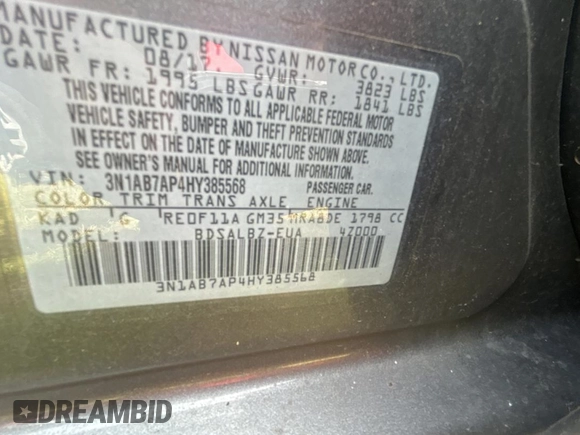 MANUFACTURED BY NISSAN MOTOR CO., LTD.
DATE: 08/17 GVWR: 3823 LBS
GAWR FR: 1995 LBS GAWR RR: 1841 LBS
THIS VEHICLE CONFORMS TO ALL APPLICABLE FEDERAL MOTOR
VEHICLE SAFETY, BUMPER AND THEFT PREVENTION STANDARDS
IN EFFECT ON THE DATE OF MANUFACTURE SHOWN ABOVE.
SEE OWNER'S MANUAL FOR ADDITIONAL INFORMATION.
VIN: 3N1AB7AP4HY385568 PASSENGER CAR.
COLOR TRIM TRANS AXLE ENGINE
KAD G RE0F11A GM35 MRA8DE 1798 CC
MODEL: BDSALBZ-EUA 47000
3N1AB7AP4HY385568
DREAMBID